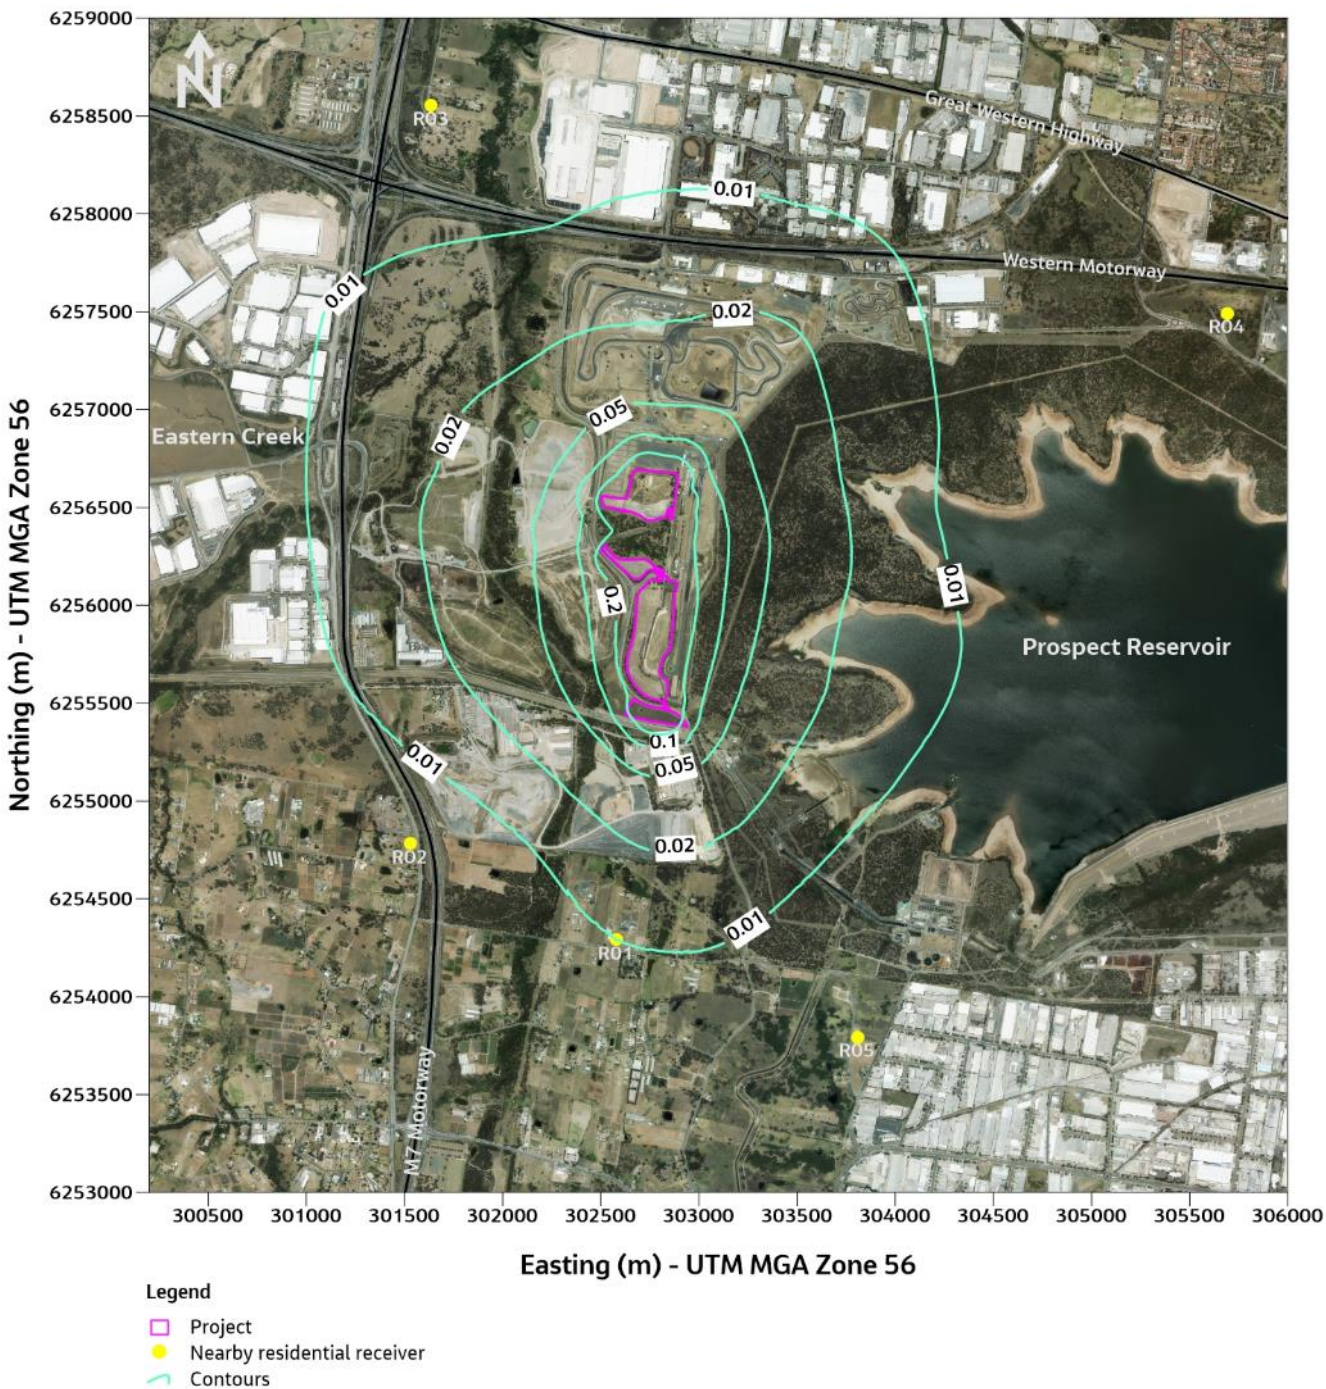 6259000
N
6258500
R03
Great Western Highway
6258000
0.01
Western Motorway
0.01
6257500
0.02
R04
6257000
0.05
0.02
Eastern Creek
6256500
0.2
0.01
6256000
Prospect Reservoir
6255500
0.1
0.01
0.05
6255000
0.02
R02
6254500
0.01
R01
6254000
R05
6253500
M7 Motorway
6253000
Northing (m) - UTM MGA Zone 56
300500 301000 301500 302000 302500 303000 303500 304000 304500 305000 305500 306000
Easting (m) - UTM MGA Zone 56
Legend
Project
Nearby residential receiver
Contours